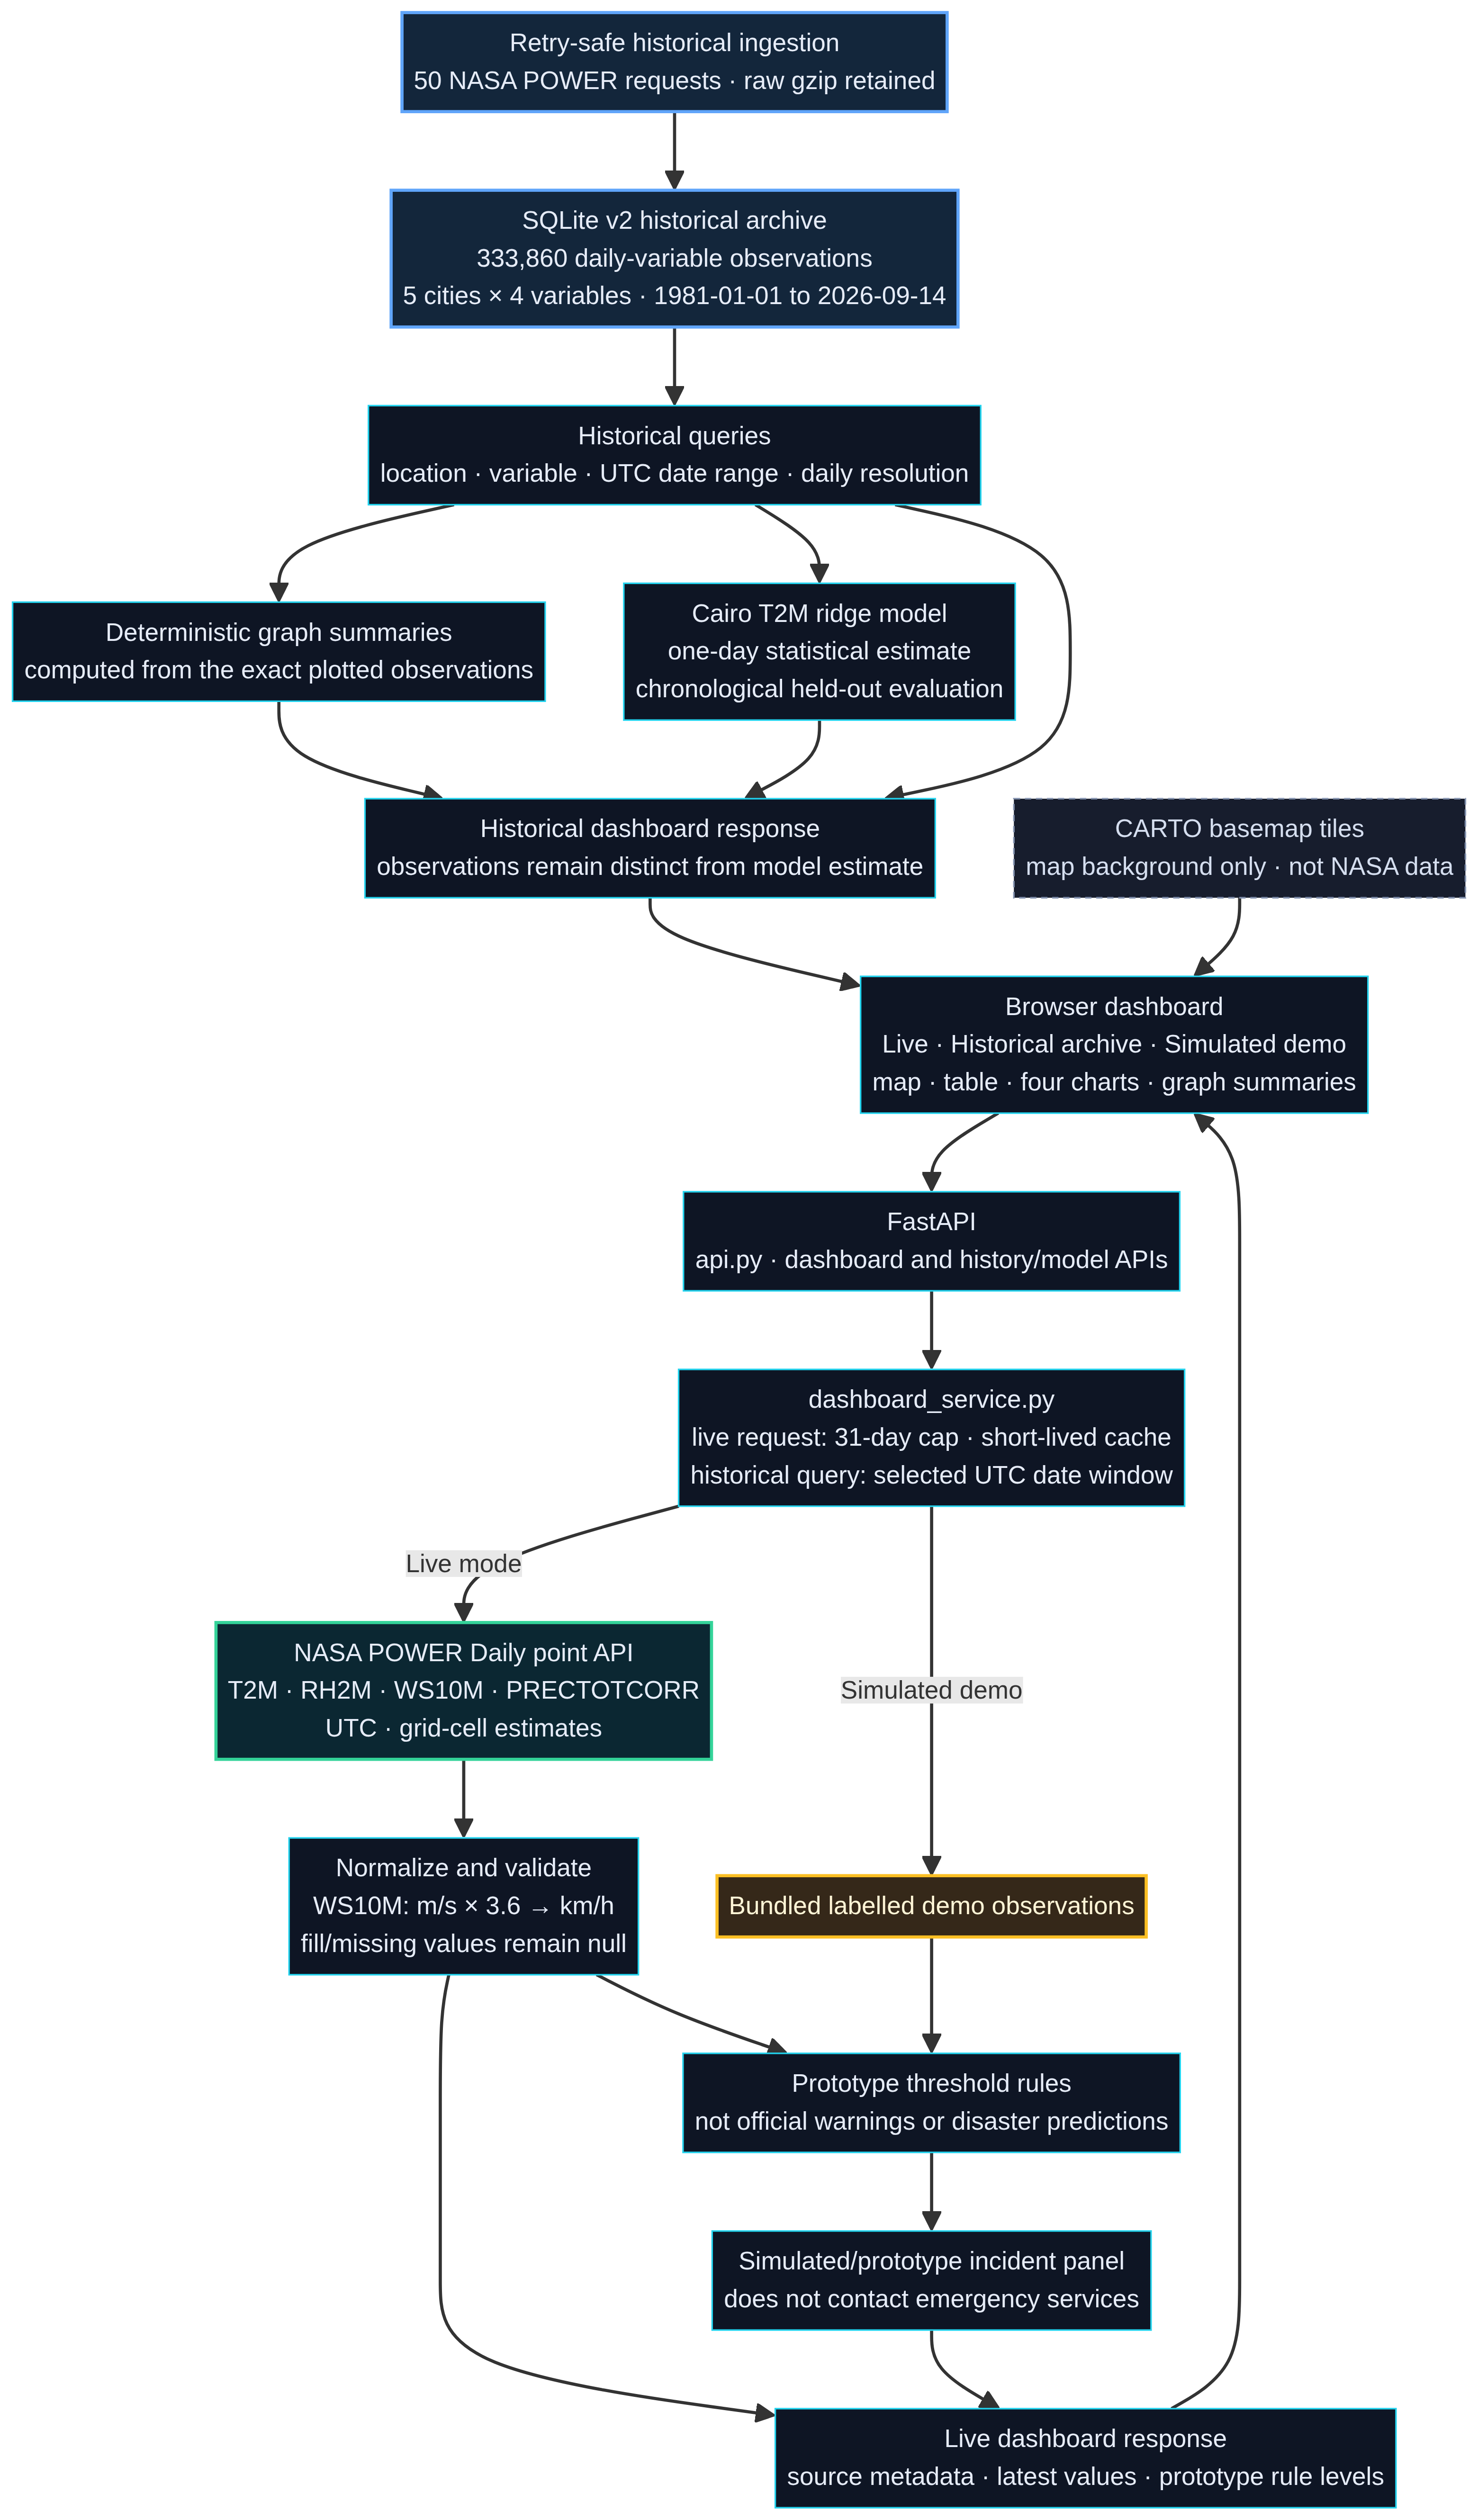 Retry-safe historical ingestion
50 NASA POWER requests · raw gzip retained
SQLite v2 historical archive
333,860 daily-variable observations
5 cities × 4 variables · 1981-01-01 to 2026-09-14
Historical queries
location · variable · UTC date range · daily resolution
Deterministic graph summaries
computed from the exact plotted observations
Cairo T2M ridge model
one-day statistical estimate
chronological held-out evaluation
Historical dashboard response
observations remain distinct from model estimate
CARTO basemap tiles
map background only · not NASA data
Browser dashboard
Live · Historical archive · Simulated demo
map · table · four charts · graph summaries
FastAPI
api.py · dashboard and history/model APIs
dashboard_service.py
live request: 31-day cap · short-lived cache
historical query: selected UTC date window
Live mode
NASA POWER Daily point API
T2M · RH2M · WS10M · PRECTOTCORR
UTC · grid-cell estimates
Simulated demo
Normalize and validate
WS10M: m/s × 3.6 → km/h
fill/missing values remain null
Bundled labelled demo observations
Prototype threshold rules
not official warnings or disaster predictions
Simulated/prototype incident panel
does not contact emergency services
Live dashboard response
source metadata · latest values · prototype rule levels